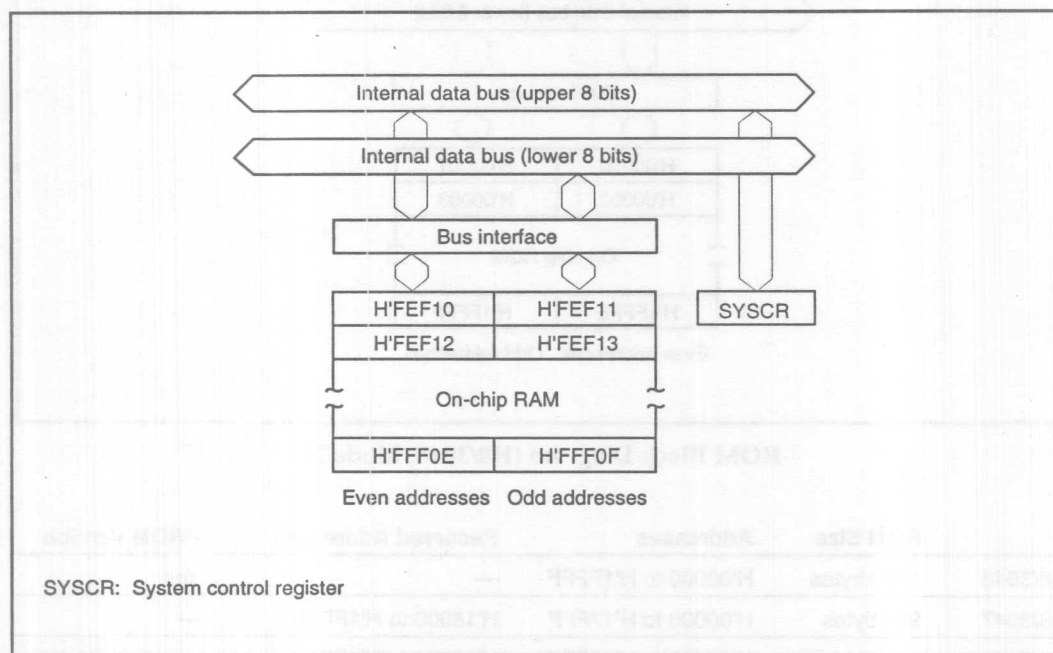 Internal data bus (upper 8 bits)
Internal data bus (lower 8 bits)
Bus interface
H'FEF10 H'FEF11 SYSCR
H'FEF12 H'FEF13
On-chip RAM
H'FFF0E H'FFF0F
Even addresses Odd addresses
SYSCR: System control register